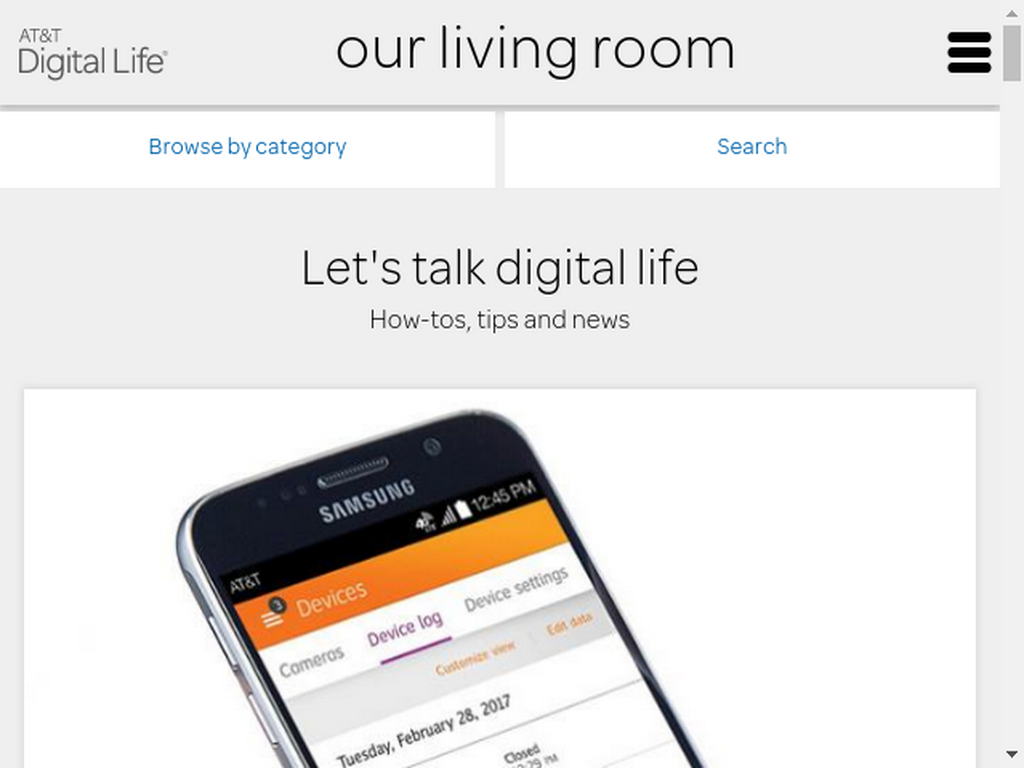 AT&T
Digital Life®
our living room
Browse by category
Search
Let's talk digital life
How-tos, tips and news
SAMSUNG
4G LTE 12:45 PM
AT&T
3
Devices
Cameras Device log Device settings
Customize view Edit data
Tuesday, February 28, 2017
Closed
:29 PM